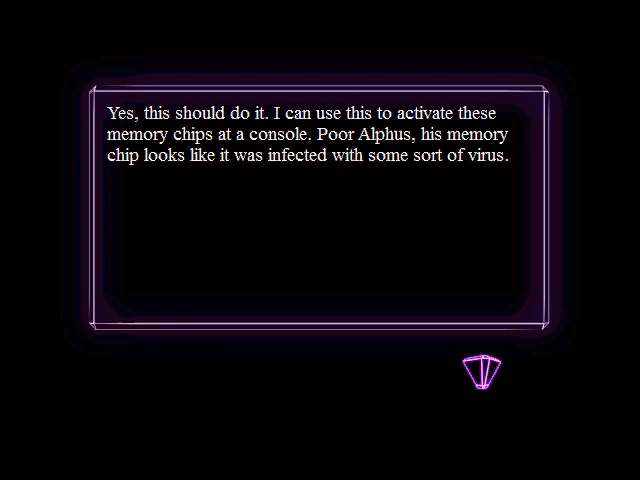 Yes, this should do it. I can use this to activate these
memory chips at a console. Poor Alphus, his memory
chip looks like it was infected with some sort of virus.